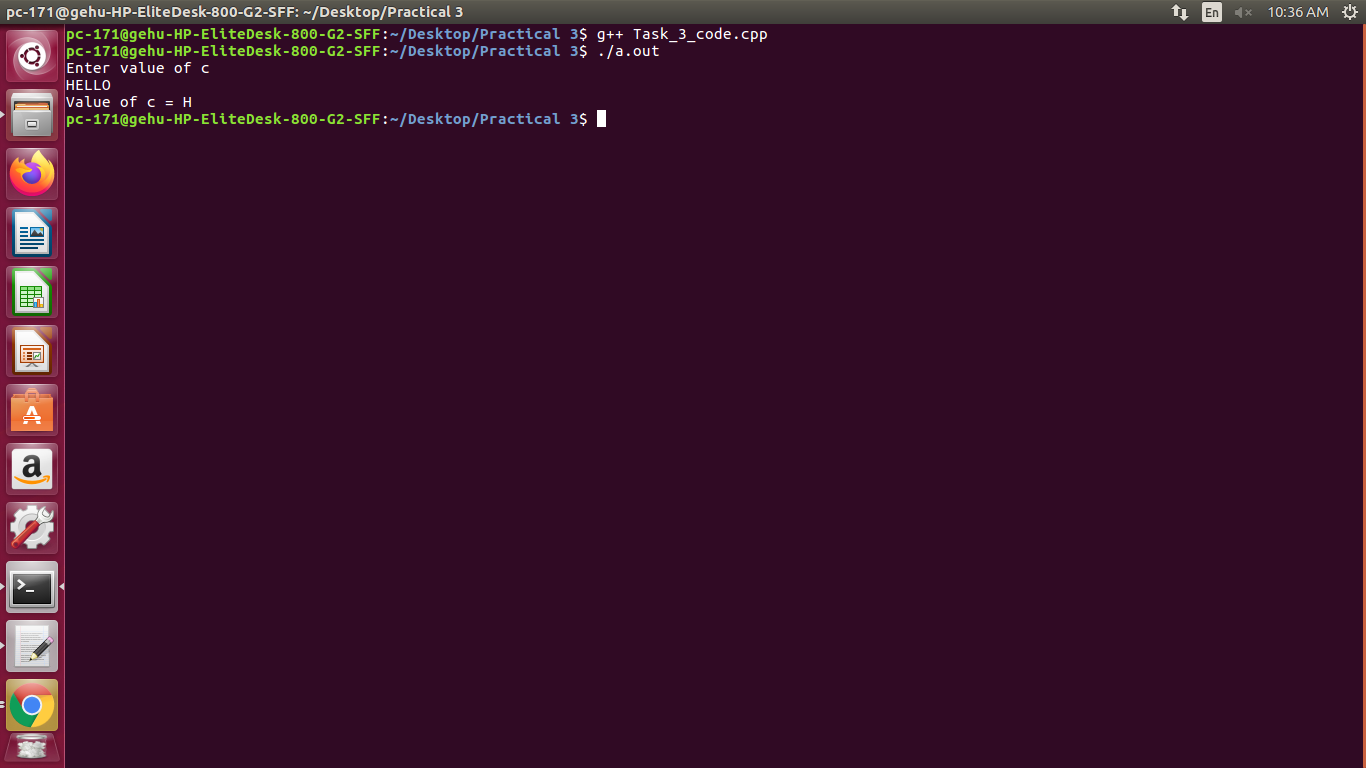 pc-171@gehu-HP-EliteDesk-800-G2-SFF: ~/Desktop/Practical 3
En
10:36 AM
pc-171@gehu-HP-EliteDesk-800-G2-SFF:~/Desktop/Practical 3$ g++ Task_3_code.cpp
pc-171@gehu-HP-EliteDesk-800-G2-SFF:~/Desktop/Practical 3$ ./a.out
Enter value of c
HELLO
Value of c = H
pc-171@gehu-HP-EliteDesk-800-G2-SFF:~/Desktop/Practical 3$